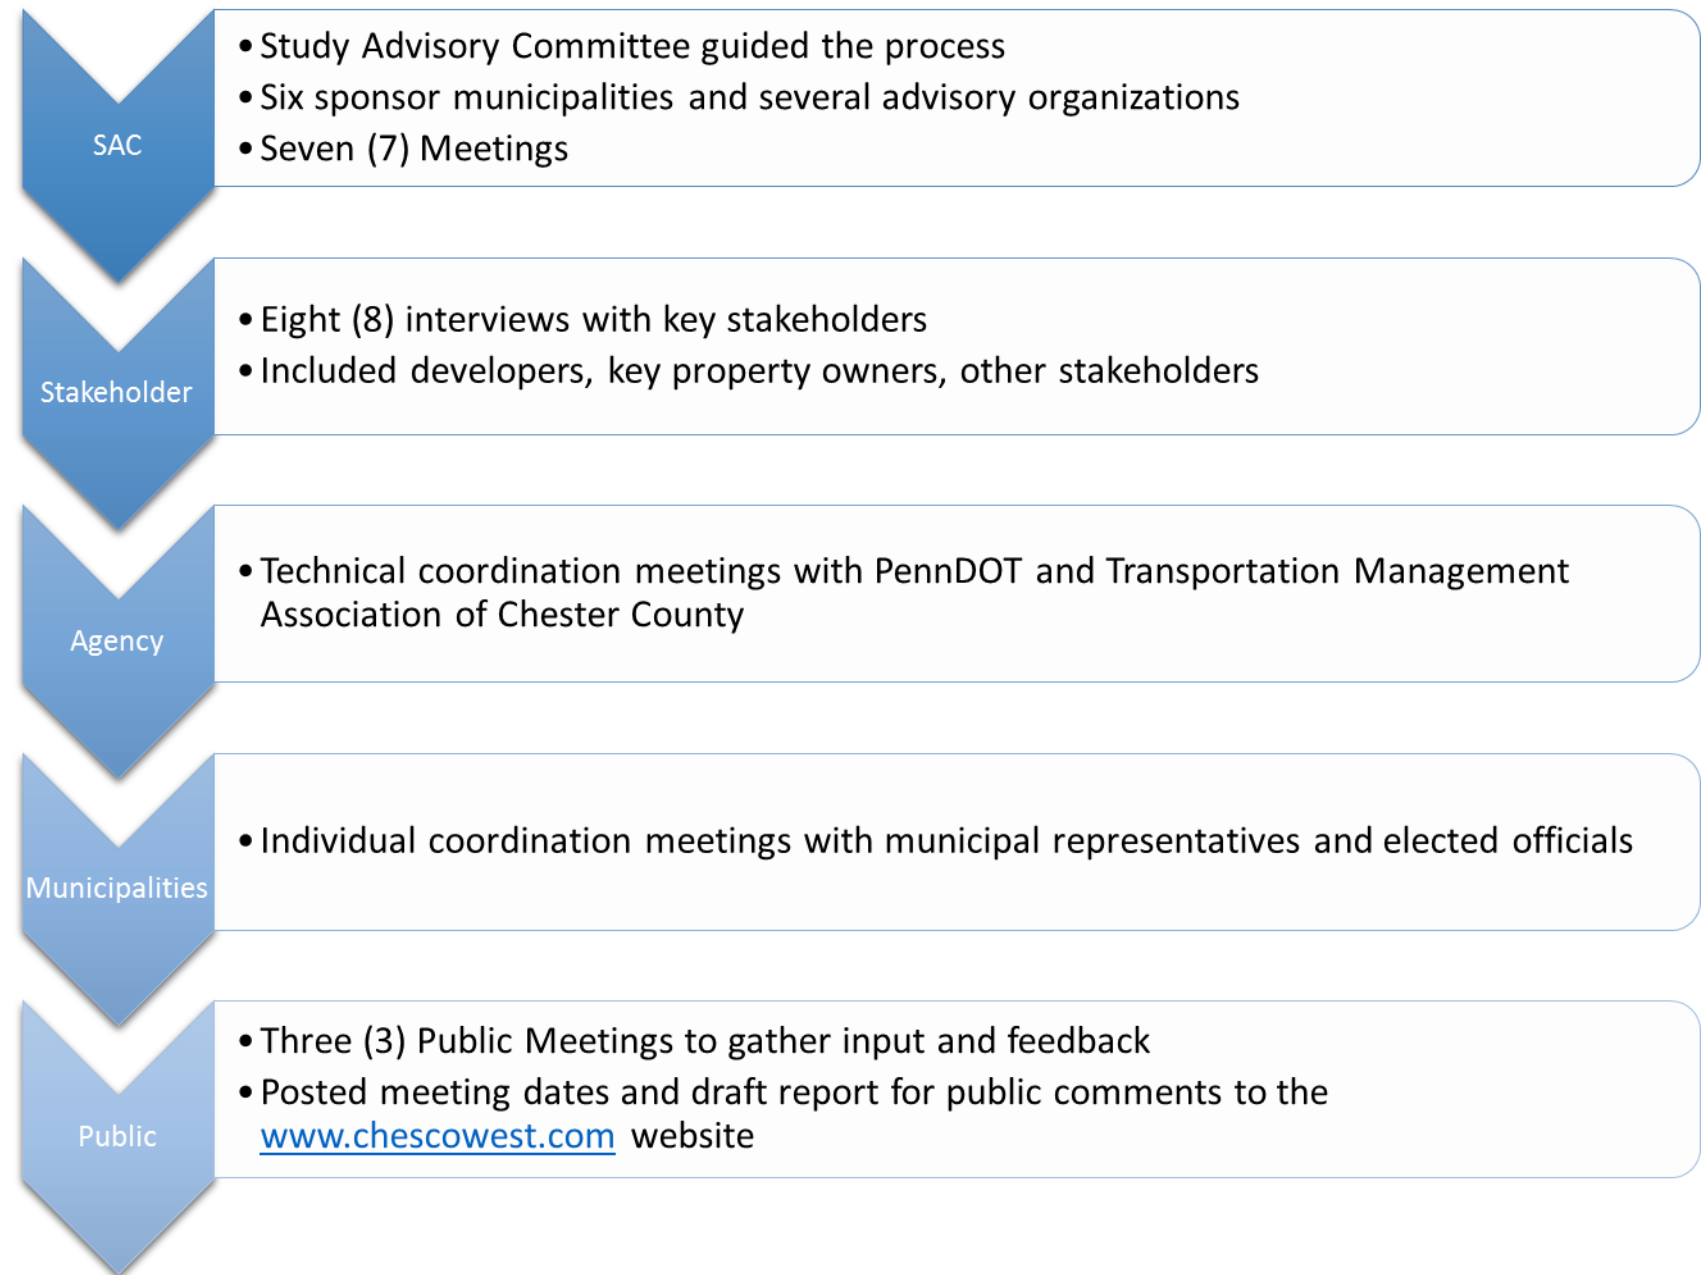 SAC
• Study Advisory Committee guided the process
• Six sponsor municipalities and several advisory organizations
• Seven (7) Meetings
Stakeholder
• Eight (8) interviews with key stakeholders
• Included developers, key property owners, other stakeholders
Agency
• Technical coordination meetings with PennDOT and Transportation Management
Association of Chester County
Municipalities
• Individual coordination meetings with municipal representatives and elected officials
Public
• Three (3) Public Meetings to gather input and feedback
• Posted meeting dates and draft report for public comments to the
www.chescowest.com website